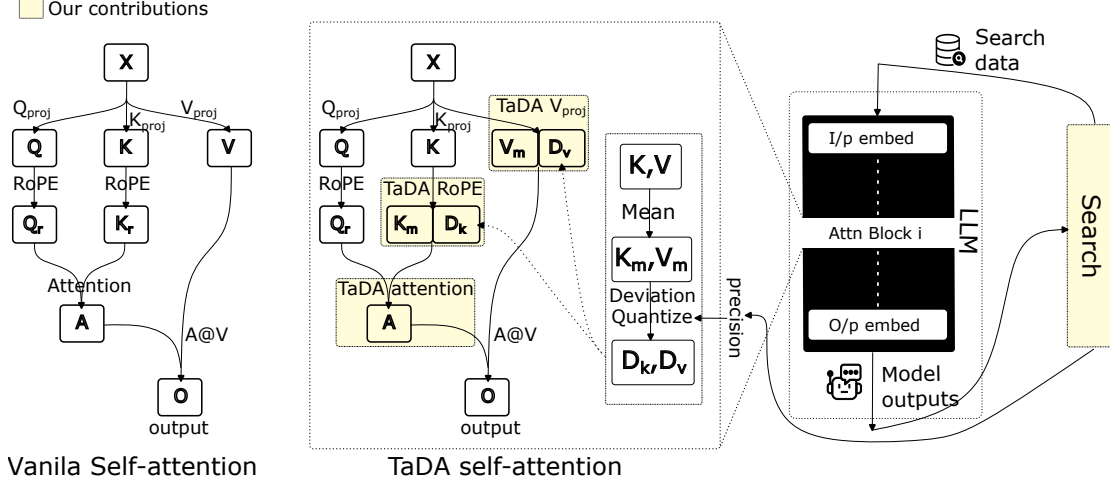 Our contributions
X
Qproj
Kproj
Vproj
Q
K
V
RoPE
RoPE
Qr
Kr
Attention
A
A@V
O
output
Vanila Self-attention
X
Qproj
Kproj
TaDA Vproj
Q
K
Vm
Dv
RoPE
TaDA RoPE
Qr
Km
Dk
TaDA attention
A
A@V
O
output
TaDA self-attention
K,V
Mean
Km,Vm
Deviation
Quantize
Dk,Dv
precision
Search
data
I/p embed
Attn Block i
O/p embed
LLM
Model
outputs
Search